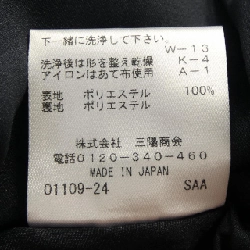 下一緒に洗浄して下さい。
W-13
洗浄後は形を整え乾燥 K-4
アイロンはあて布使用 A-1
表地 ポリエステル 100%
裏地 ポリエステル
株式会社 三陽商会
電話0120-340-460
MADE IN JAPAN
D1109-24 SAA